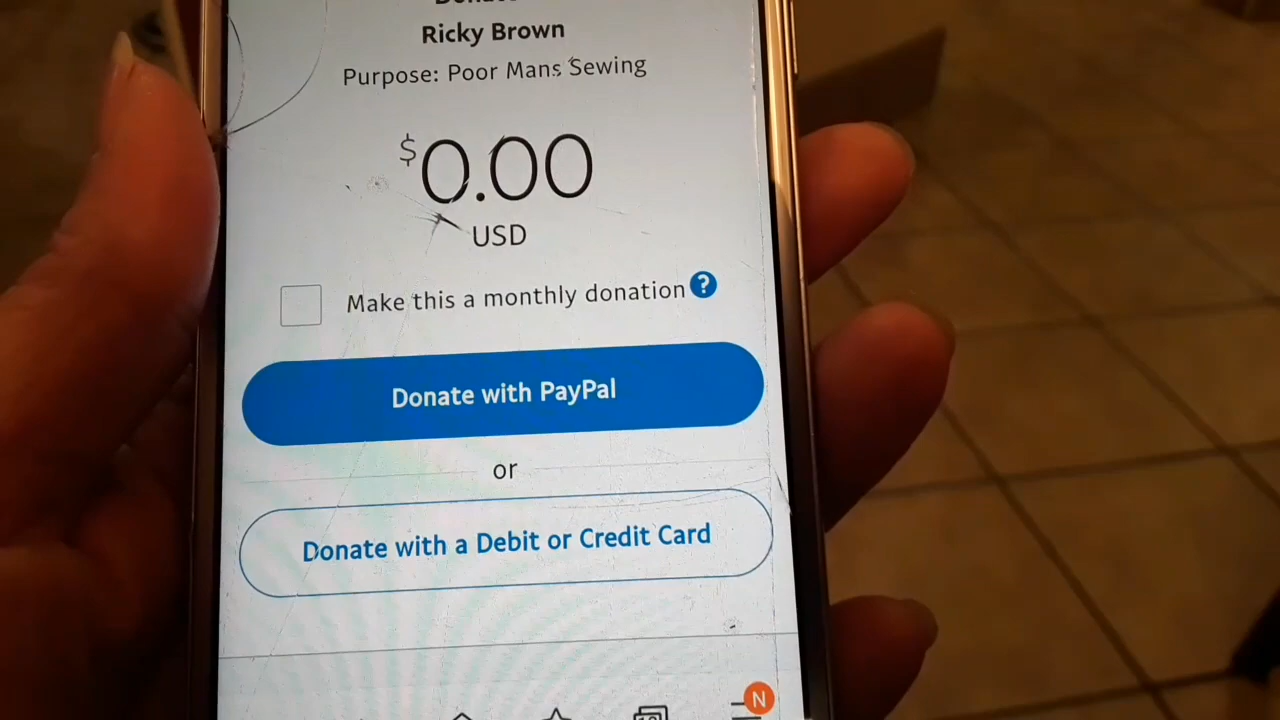 Ricky Brown
Purpose: Poor Mans Sewing
$0.00
USD
Make this a monthly donation ?
Donate with PayPal
or
Donate with a Debit or Credit Card
N